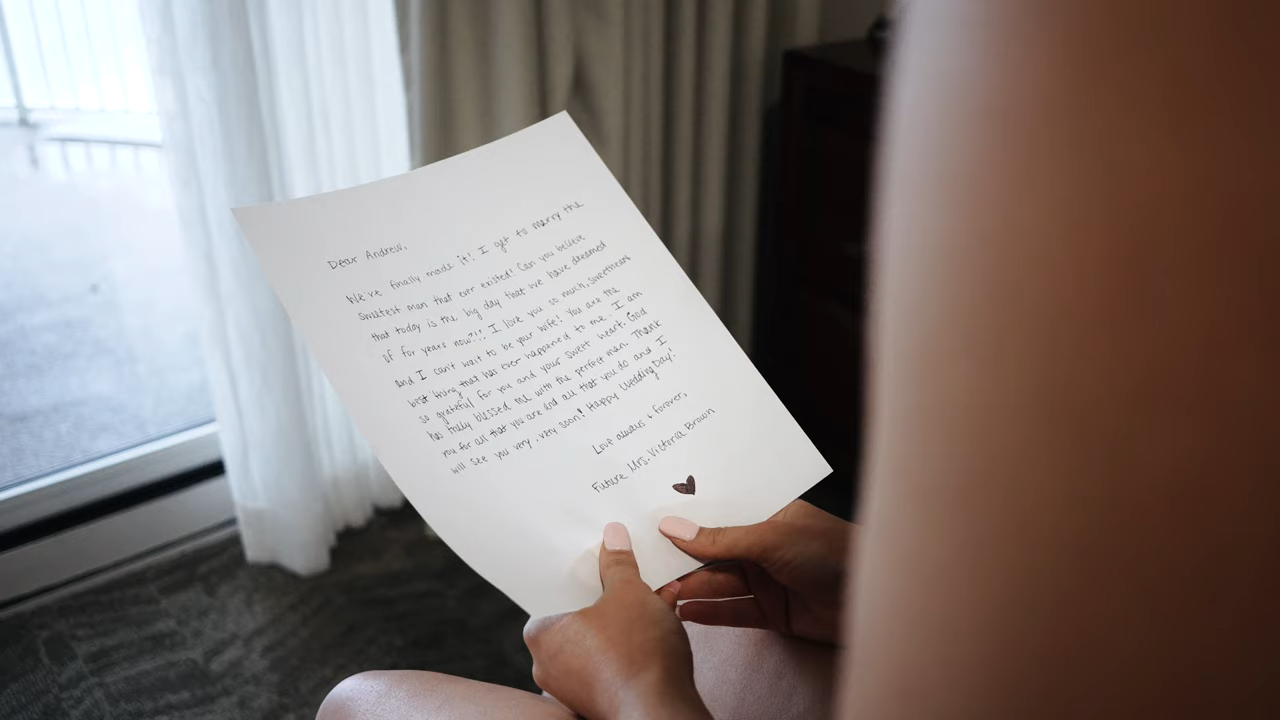 Dear Andrew,
We've finally made it! I get to marry the
sweetest man that ever existed! Can you believe
that today is the big day that we have dreamed
of for years now?!? I love you so much, sweetheart
and I can't wait to be your wife! You are the
best thing that has ever happened to me. I am
so grateful for you and your sweet heart. God
has truly blessed me with the perfect man. Thank
you for all that you are and all that you do and I
will see you very, very soon! Happy Wedding Day!
Love always & forever,
Future Mrs. Victoria Brown